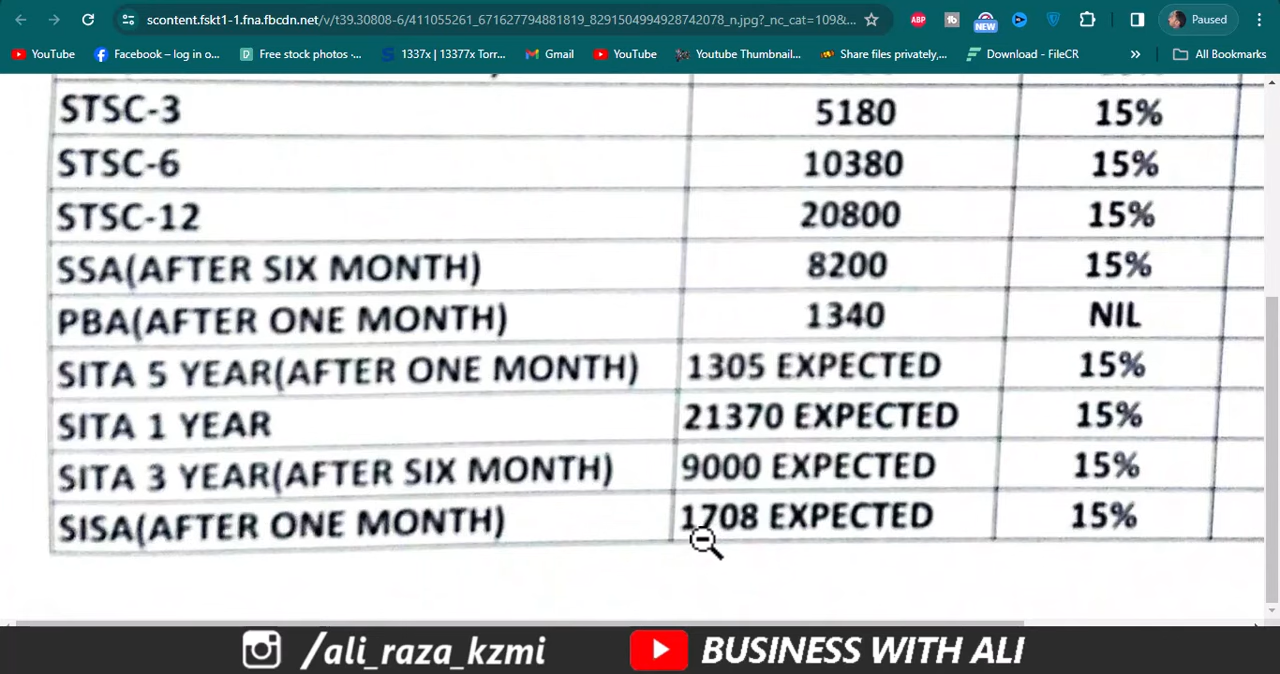 scontent.fskt1-1.fna.fbcdn.net/v/t39.30808-6/411055261_671627794881819_8291504994928742078_n.jpg?_nc_cat=109&...
ABP
tb
NEW
Paused
YouTube
Facebook – log in o...
Free stock photos -...
1337x | 13377x Torr...
Gmail
YouTube
Youtube Thumbnail...
Share files privately,...
Download - FileCR
All Bookmarks
STSC-3 5180 15%
STSC-6 10380 15%
STSC-12 20800 15%
SSA(AFTER SIX MONTH) 8200 15%
PBA(AFTER ONE MONTH) 1340 NIL
SITA 5 YEAR(AFTER ONE MONTH) 1305 EXPECTED 15%
SITA 1 YEAR 21370 EXPECTED 15%
SITA 3 YEAR(AFTER SIX MONTH) 9000 EXPECTED 15%
SISA(AFTER ONE MONTH) 1708 EXPECTED 15%
/ali_raza_kzmi
BUSINESS WITH ALI